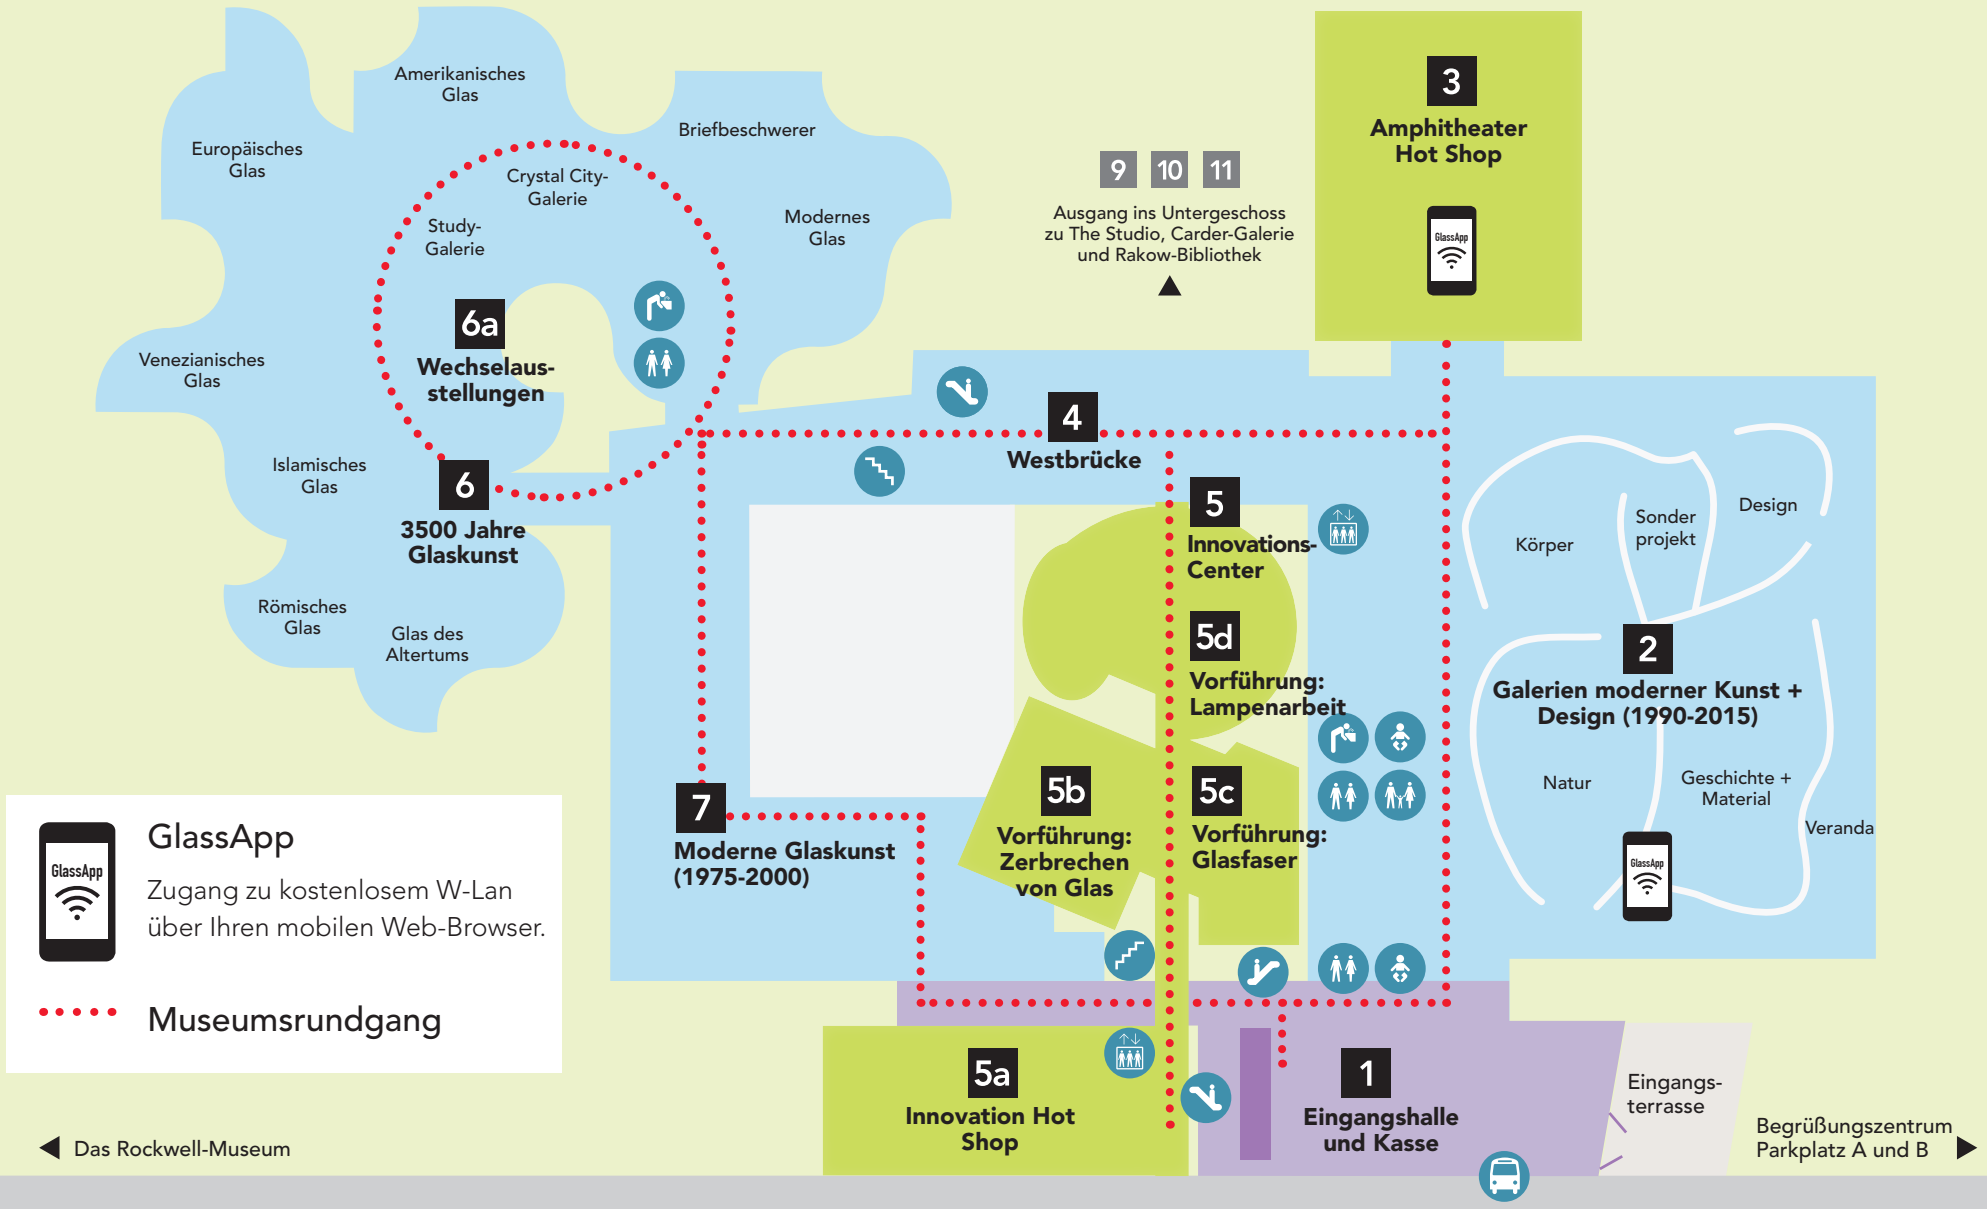 Amerikanisches
Glas
Europäisches
Glas
Briefbeschwerer
Crystal City-
Galerie
Study-
Galerie
Modernes
Glas
6a
Wechselaus-
stellungen
Venezianisches
Glas
Islamisches
Glas
6
3500 Jahre
Glaskunst
Römisches
Glas
Glas des
Altertums
9 10 11
Ausgang ins Untergeschoss
zu The Studio, Carder-Galerie
und Rakow-Bibliothek
3
Amphitheater
Hot Shop
GlassApp
4
Westbrücke
5
Innovations-
Center
5d
Vorführung:
Lampenarbeit
5b
Vorführung:
Zerbrechen
von Glas
5c
Vorführung:
Glasfaser
Körper
Sonder
projekt
Design
2
Galerien moderner Kunst +
Design (1990-2015)
Natur
Geschichte +
Material
Veranda
GlassApp
7
Moderne Glaskunst
(1975-2000)
GlassApp
GlassApp
Zugang zu kostenlosem W-Lan
über Ihren mobilen Web-Browser.
Museumsrundgang
5a
Innovation Hot
Shop
1
Eingangshalle
und Kasse
Eingangs-
terrasse
Begrüßungszentrum
Parkplatz A und B
Das Rockwell-Museum